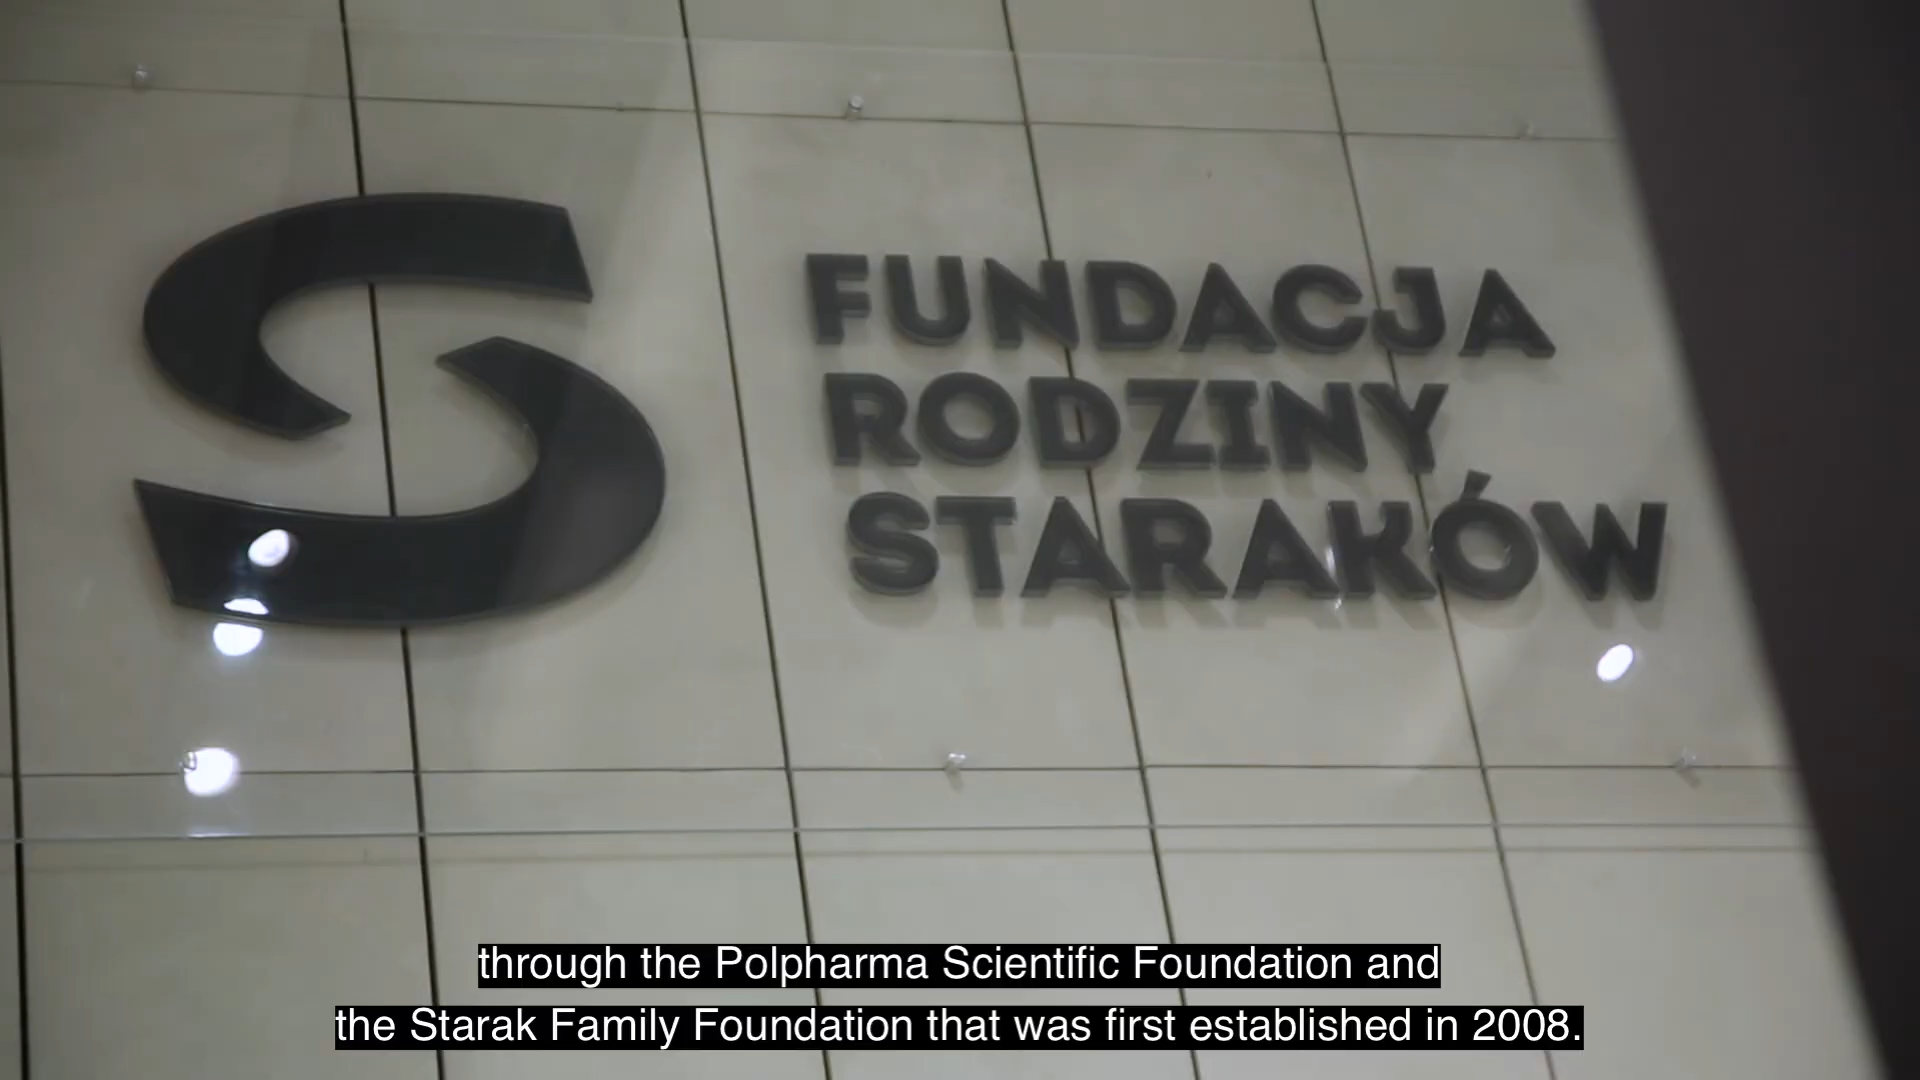 FUNDACJA
RODZINY
STARAKÓW
through the Polpharma Scientific Foundation and
the Starak Family Foundation that was first established in 2008.